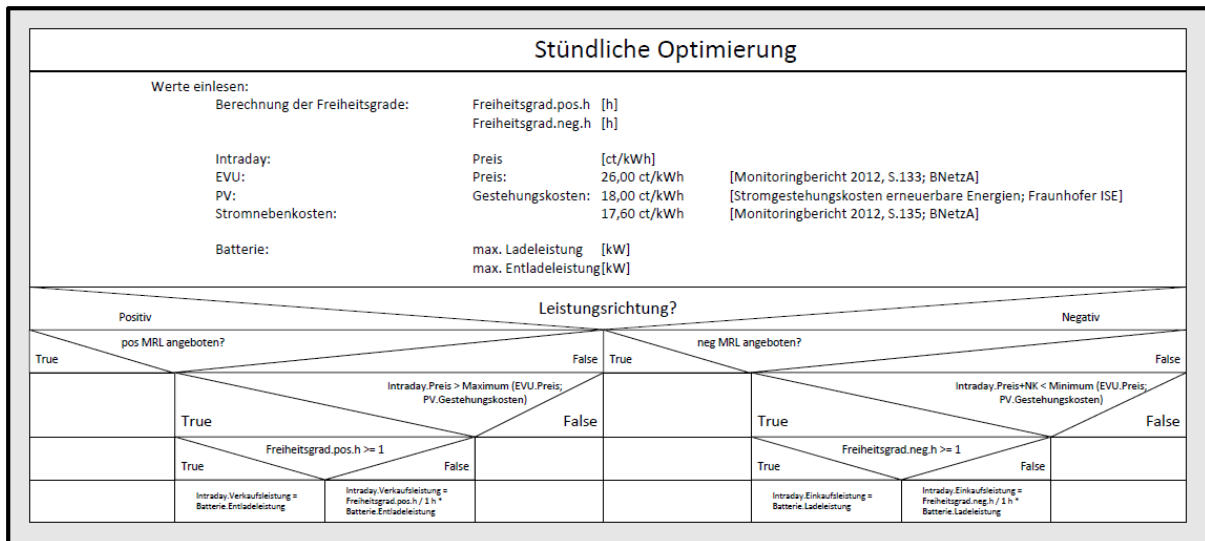 Stündliche Optimierung
Werte einlesen:
Berechnung der Freiheitsgrade: Freiheitsgrad.pos.h [h]
Freiheitsgrad.neg.h [h]
Intraday: Preis [ct/kWh]
EVU: Preis: 26,00 ct/kWh [Monitoringbericht 2012, S.133; BNetzA]
PV: Gestehungskosten: 18,00 ct/kWh [Stromgestehungskosten erneuerbare Energien; Fraunhofer ISE]
Stromnebenkosten: 17,60 ct/kWh [Monitoringbericht 2012, S.135; BNetzA]
Batterie: max. Ladeleistung [kW]
max. Entladeleistung[kW]
Leistungsrichtung?
Positiv
Negativ
pos MRL angeboten?
True
False
neg MRL angeboten?
True
False
Intraday.Preis > Maximum (EVU.Preis;
PV.Gestehungskosten)
True
False
Intraday.Preis+NK < Minimum (EVU.Preis;
PV.Gestehungskosten)
True
False
Freiheitsgrad.pos.h >= 1
True
False
Freiheitsgrad.neg.h >= 1
True
False
Intraday.Verkaufsleistung =
Batterie.Entladeleistung
Intraday.Verkaufsleistung =
Freiheitsgrad.pos.h / 1 h *
Batterie.Entladeleistung
Intraday.Einkaufsleistung =
Batterie.Ladeleistung
Intraday.Einkaufsleistung =
Freiheitsgrad.neg.h / 1 h *
Batterie.Ladeleistung